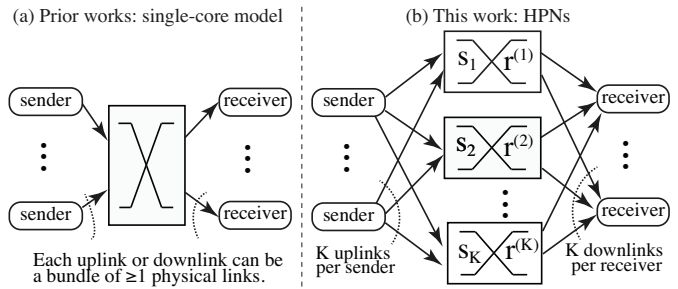 (a) Prior works: single-core model
sender
receiver
sender
receiver
Each uplink or downlink can be
a bundle of ≥1 physical links.
(b) This work: HPNs
S₁ r⁽¹⁾
sender
receiver
S₂ r⁽²⁾
sender
receiver
S_K r⁽ᴷ⁾
K uplinks
per sender
K downlinks
per receiver